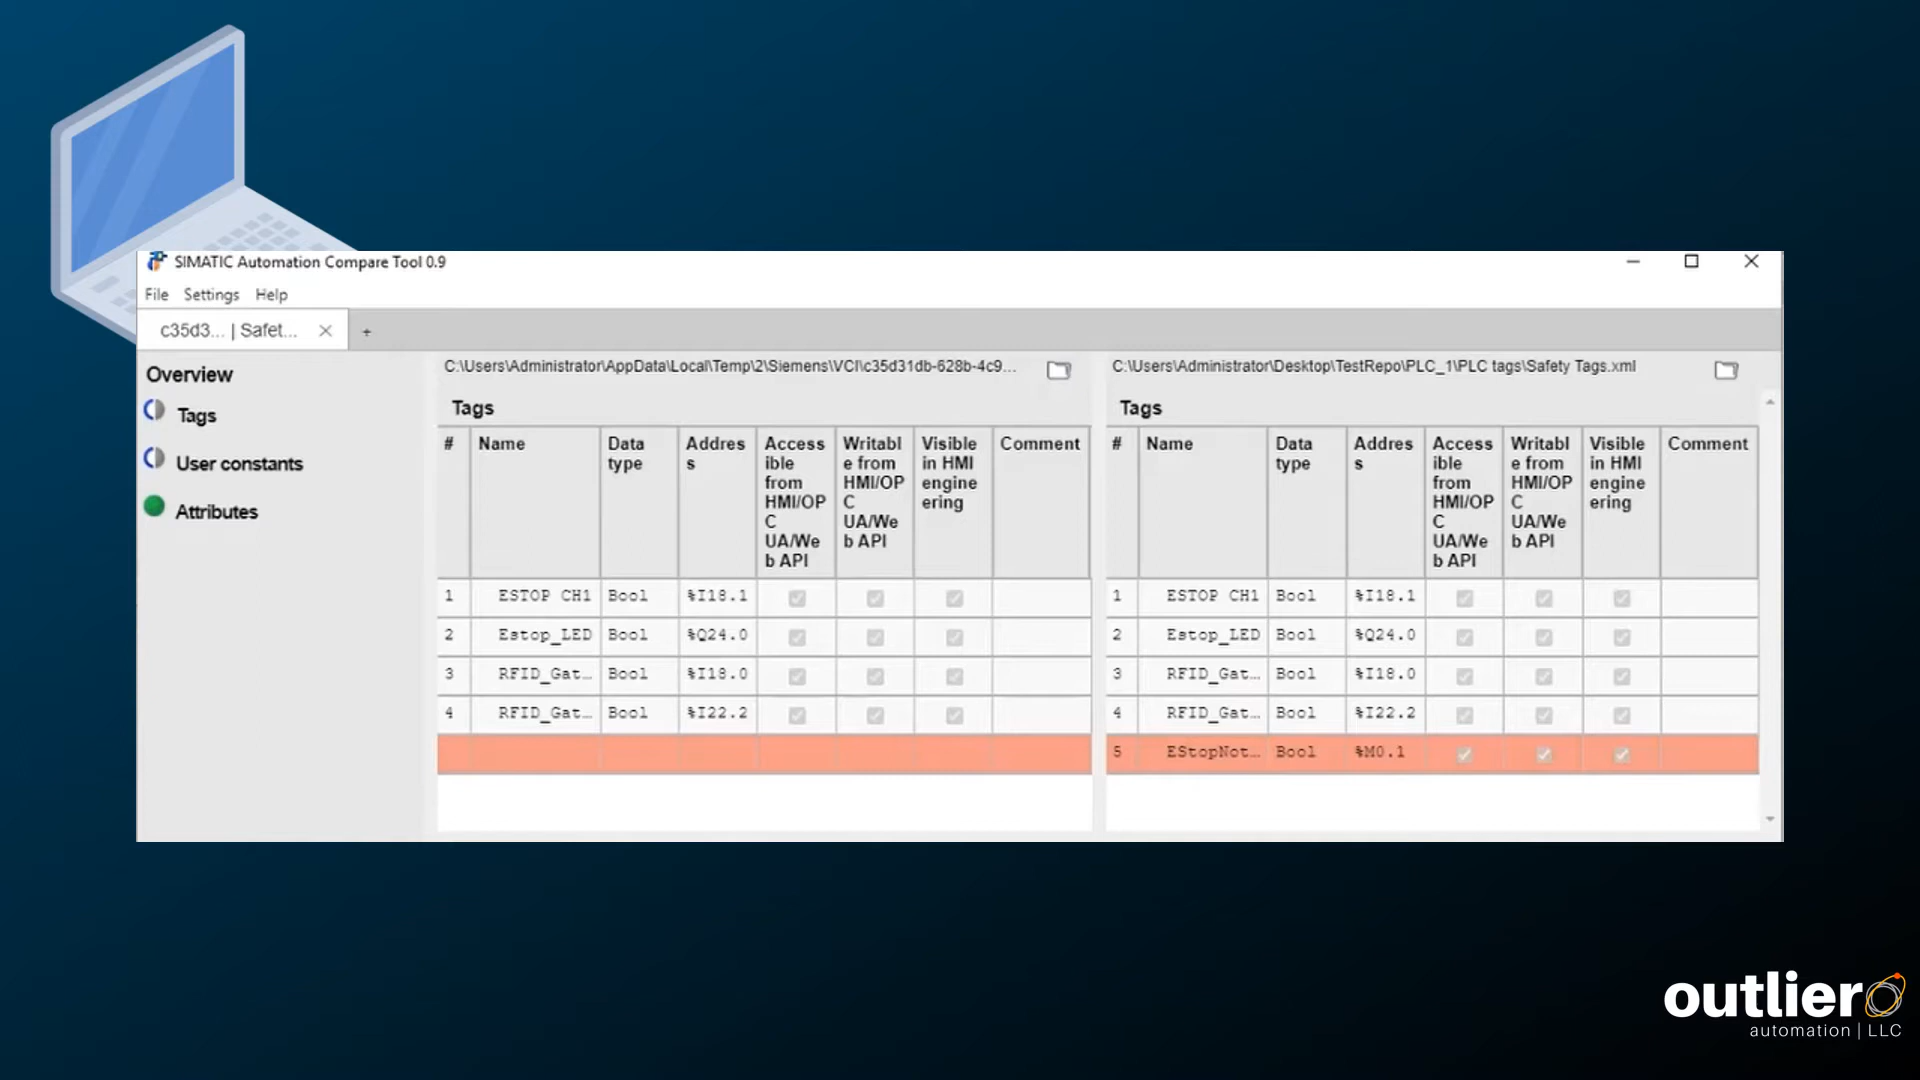 SIMATIC Automation Compare Tool 0.9
File Settings Help
c35d3... | Safet... +
Overview
Tags
User constants
Attributes
C:\Users\Administrator\AppData\Local\Temp\2\Siemens\VCI\c35d31db-628b-4c9...
Tags
# Name Data type Address Accessible from HMI/OPC UA/Web API Writable from HMI/OPC UA/Web API Visible in HMI engineering Comment
1 ESTOP CH1 Bool %I18.1
2 Estop_LED Bool %Q24.0
3 RFID_Gat... Bool %I18.0
4 RFID_Gat... Bool %I22.2
C:\Users\Administrator\Desktop\TestRepo\PLC_1\PLC tags\Safety Tags.xml
Tags
# Name Data type Address Accessible from HMI/OPC UA/Web API Writable from HMI/OPC UA/Web API Visible in HMI engineering Comment
1 ESTOP CH1 Bool %I18.1
2 Estop_LED Bool %Q24.0
3 RFID_Gat... Bool %I18.0
4 RFID_Gat... Bool %I22.2
5 EStopNot... Bool %M0.1
outlier
automation | LLC